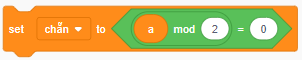 set chẵn to a mod 2 = 0